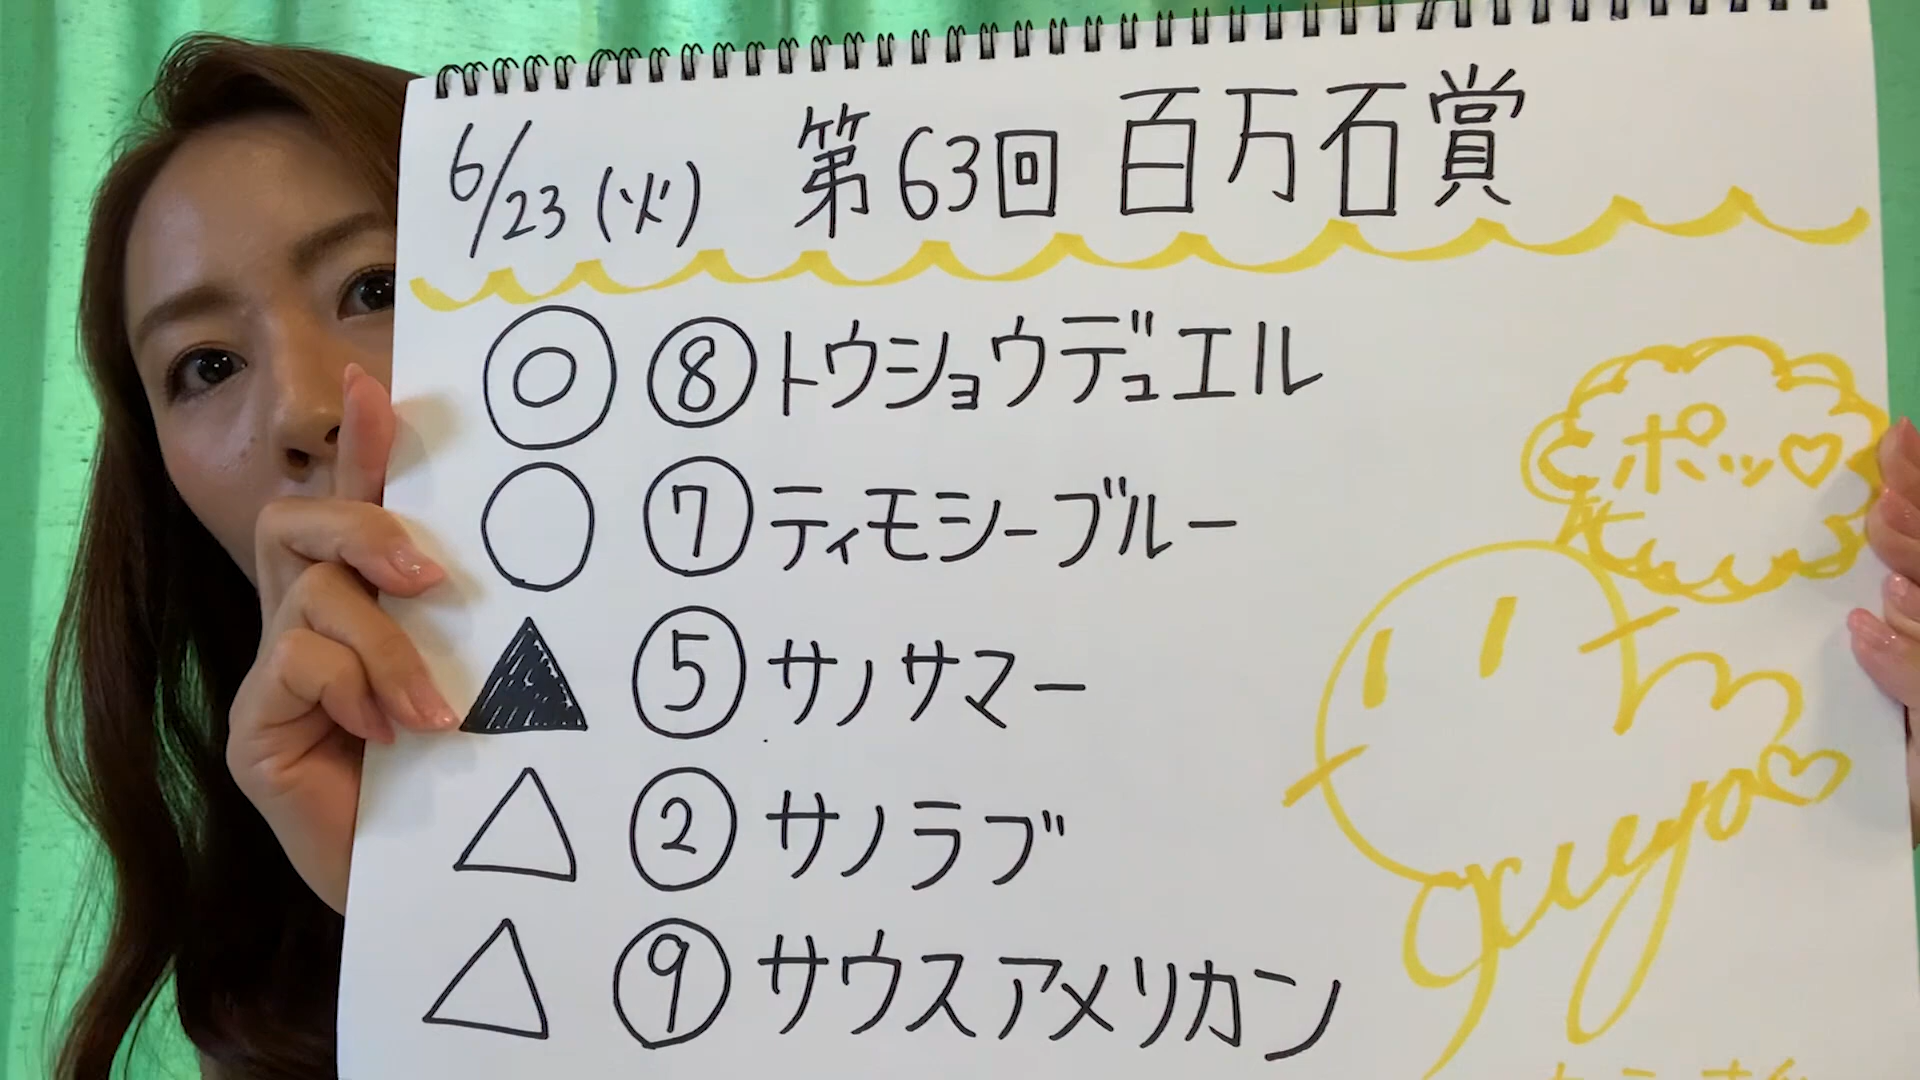 6/23(火) 第63回 百万石賞
◎ ⑧ トウショウデュエル
○ ⑦ ティモシーブルー
▲ ⑤ サノサマー
△ ② サノラブ
△ ⑨ サウスアメリカン
ポッ♡